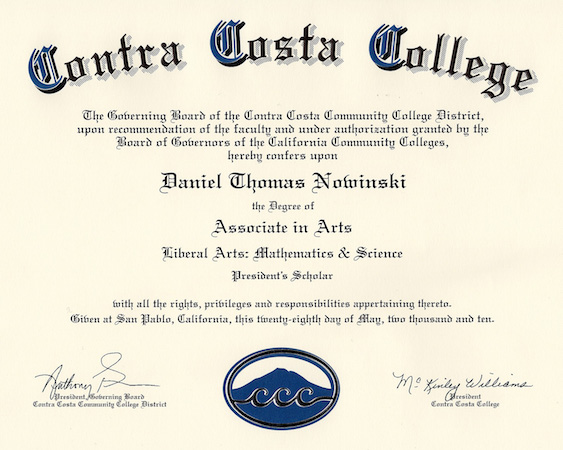 Contra Costa College
The Governing Board of the Contra Costa Community College District,
upon recommendation of the faculty and under authorization granted by the
Board of Governors of the California Community Colleges,
hereby confers upon
Daniel Thomas Nowinski
the Degree of
Associate in Arts
Liberal Arts: Mathematics & Science
President's Scholar
with all the rights, privileges and responsibilities appertaining thereto.
Given at San Pablo, California, this twenty-eighth day of May, two thousand and ten.
Anthony
President, Governing Board
Contra Costa Community College District
ccc
McKinley Williams
President
Contra Costa College